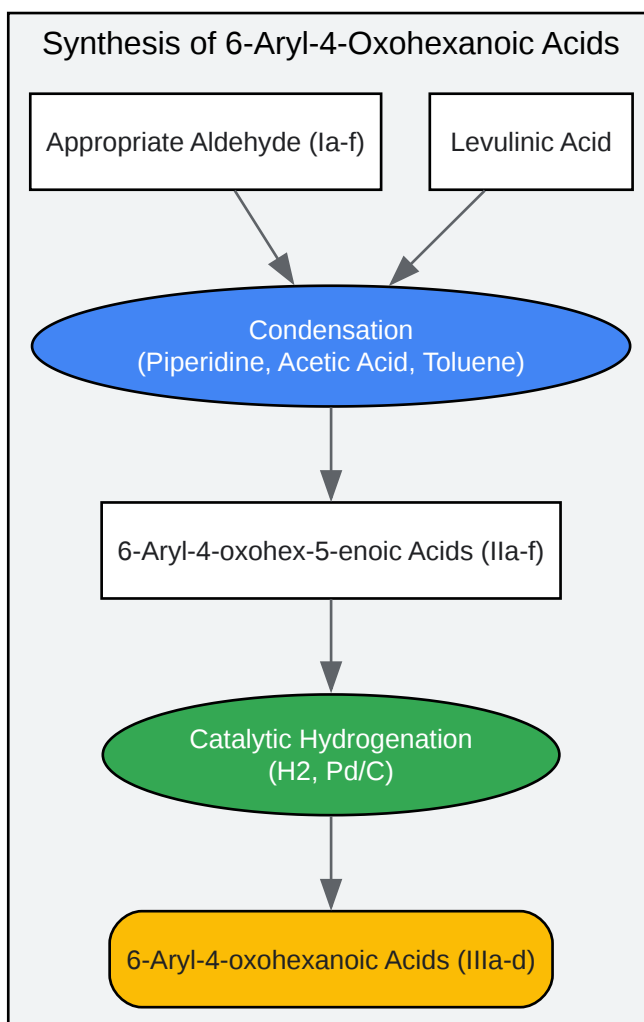 Synthesis of 6-Aryl-4-Oxohexanoic Acids
Appropriate Aldehyde (Ia-f)
Levulinic Acid
Condensation
(Piperidine, Acetic Acid, Toluene)
6-Aryl-4-oxohex-5-enoic Acids (IIa-f)
Catalytic Hydrogenation
(H2, Pd/C)
6-Aryl-4-oxohexanoic Acids (IIIa-d)